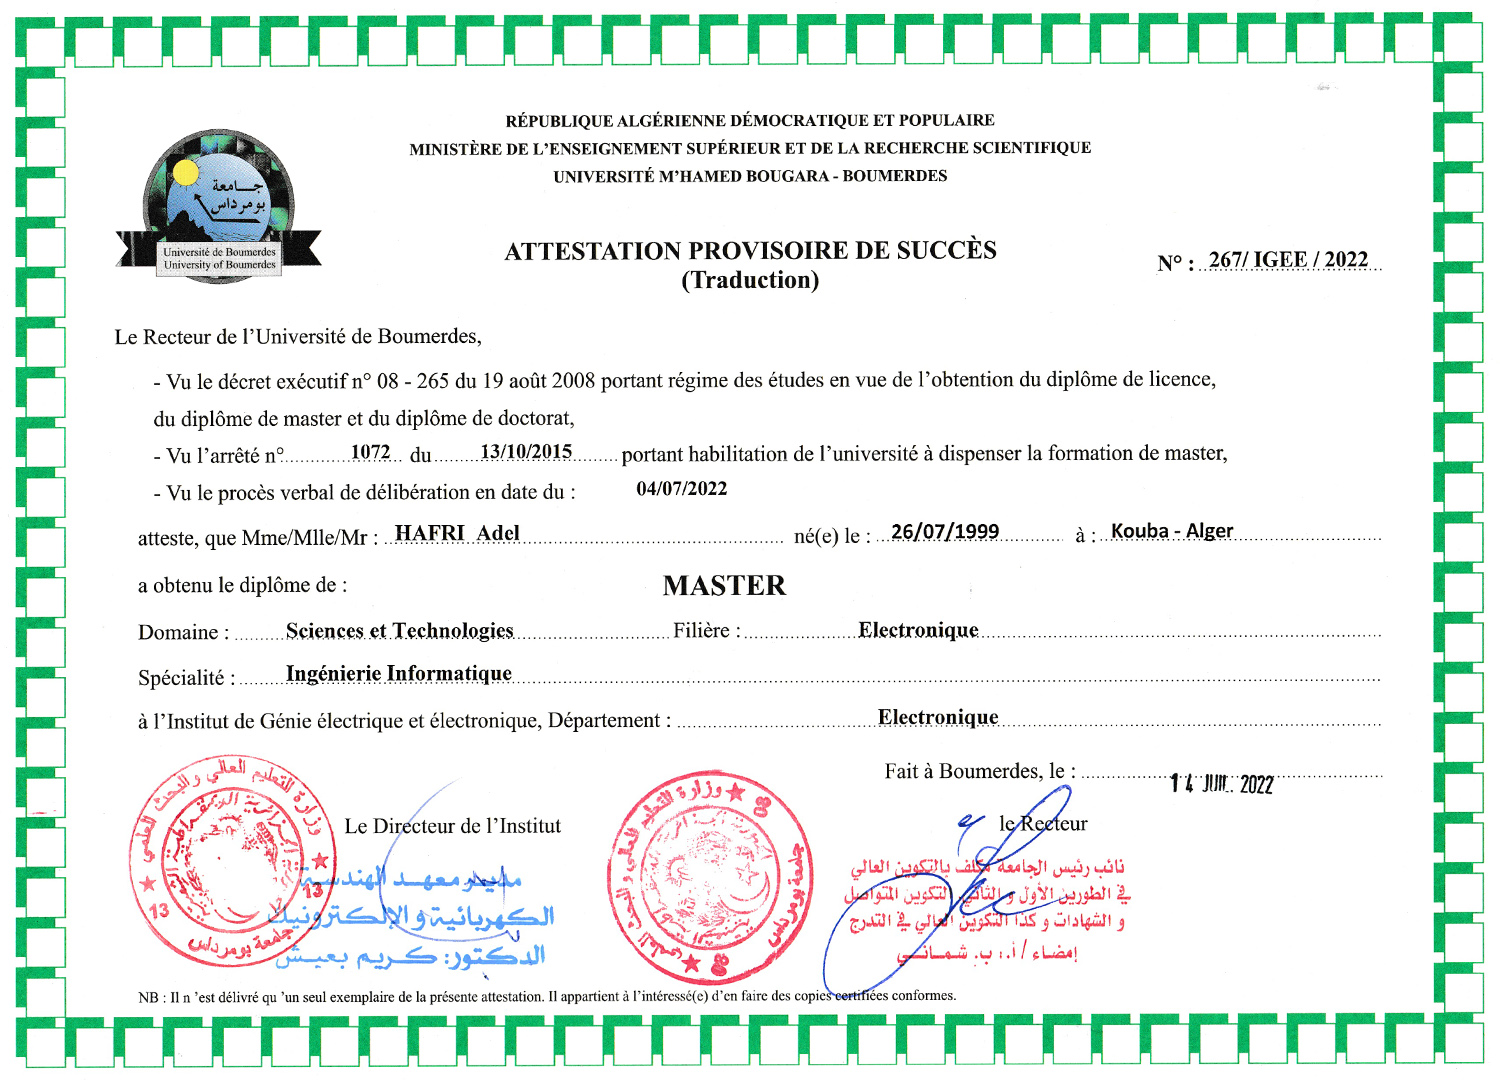 RÉPUBLIQUE ALGÉRIENNE DÉMOCRATIQUE ET POPULAIRE
MINISTÈRE DE L'ENSEIGNEMENT SUPÉRIEUR ET DE LA RECHERCHE SCIENTIFIQUE
UNIVERSITÉ M'HAMED BOUGARA - BOUMERDES
جامعة
بومرداس
Université de Boumerdes
University of Boumerdes
ATTESTATION PROVISOIRE DE SUCCÈS
(Traduction)
N° : 267/ IGEE / 2022
Le Recteur de l'Université de Boumerdes,
- Vu le décret exécutif n° 08 - 265 du 19 août 2008 portant régime des études en vue de l'obtention du diplôme de licence,
du diplôme de master et du diplôme de doctorat,
- Vu l'arrêté n° 1072 du 13/10/2015 portant habilitation de l'université à dispenser la formation de master,
- Vu le procès verbal de délibération en date du : 04/07/2022
atteste, que Mme/Mlle/Mr : HAFRI Adel né(e) le : 26/07/1999 à : Kouba - Alger
a obtenu le diplôme de : MASTER
Domaine : Sciences et Technologies Filière : Electronique
Spécialité : Ingénierie Informatique
à l'Institut de Génie électrique et électronique, Département : Electronique
Fait à Boumerdes, le : 14 JUIL. 2022
Le Directeur de l'Institut
le Recteur
مدير معهد الهندسة
الكهربائية و الإلكترونيك
الدكتور: كريم بعيش
وزارة التعليم العالي و البحث العلمي
جامعة بومرداس
13
13
وزارة التعليم العالي و البحث العلمي
جامعة بومرداس
نائب رئيس الجامعة مكلف بالتكوين العالي
في الطورين الأول و الثاني و التكوين المتواصل
و الشهادات و كذا التكوين العالي في التدرج
إمضاء / أ.: ب. شماني
NB : Il n 'est délivré qu 'un seul exemplaire de la présente attestation. Il appartient à l'intéressé(e) d'en faire des copies certifiées conformes.